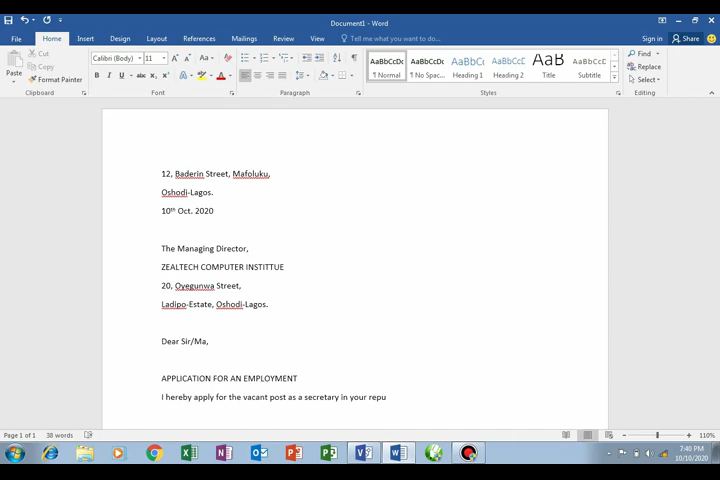 Document1 - Word
File Home Insert Design Layout References Mailings Review View Tell me what you want to do... Sign in Share
Paste
Cut
Copy
Format Painter
Clipboard
Calibri (Body) 11
Aa
B I U abc X₂ X²
Font
Paragraph
AaBbCcDc AaBbCcDc AaBbCc AaBbCcC AaB AaBbCcC
¶ Normal ¶ No Spac... Heading 1 Heading 2 Title Subtitle
Styles
Find
Replace
Select
Editing
12, Baderin Street, Mafoluku,
Oshodi-Lagos.
10th Oct. 2020
The Managing Director,
ZEALTECH COMPUTER INSTITTUE
20, Oyegunwa Street,
Ladipo-Estate, Oshodi-Lagos.
Dear Sir/Ma,
APPLICATION FOR AN EMPLOYMENT
I hereby apply for the vacant post as a secretary in your repu
Page 1 of 1 38 words 110%
7:40 PM
10/10/2020